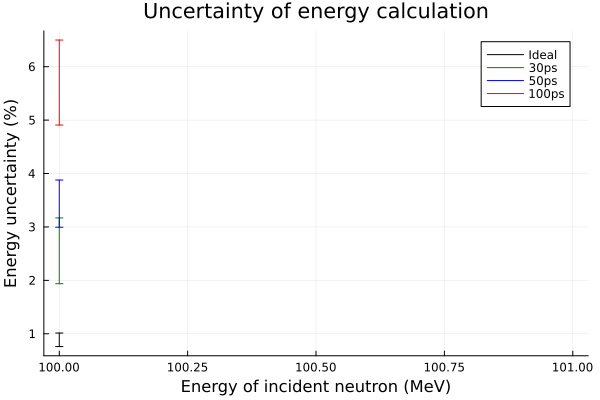 Uncertainty of energy calculation
Energy uncertainty (%)
6
5
4
3
2
1
Ideal
30ps
50ps
100ps
100.00 100.25 100.50 100.75 101.00
Energy of incident neutron (MeV)